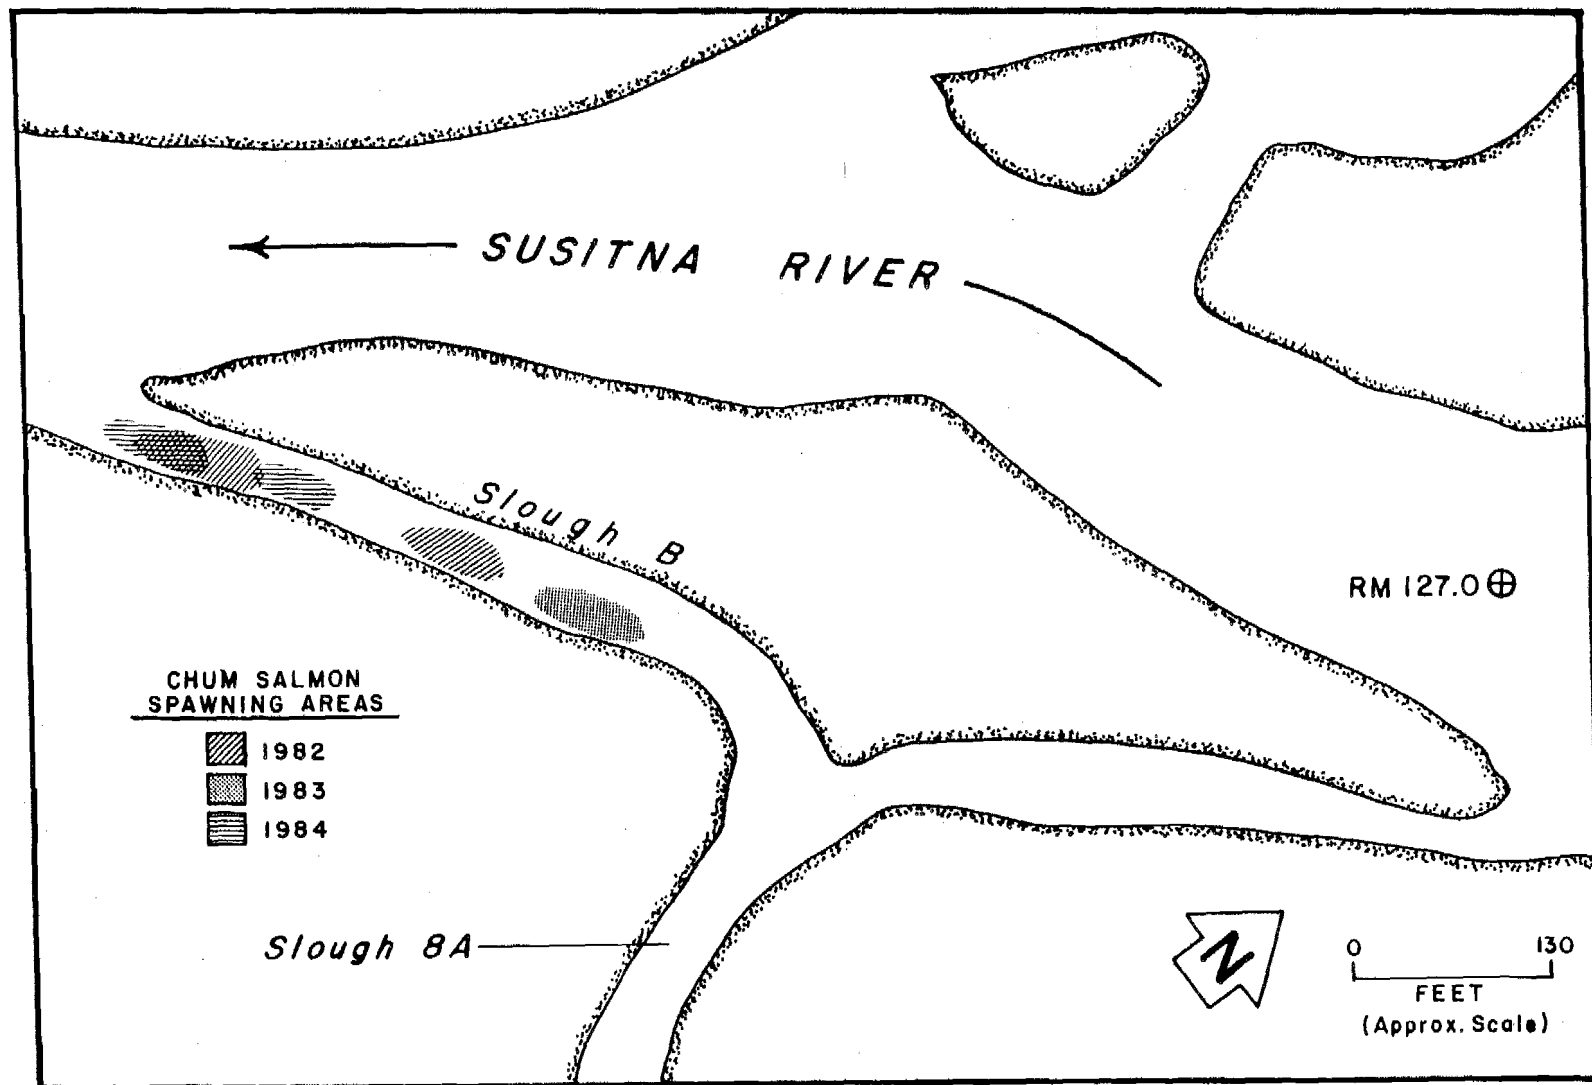 SUSITNA RIVER
Slough B
RM 127.0
CHUM SALMON
SPAWNING AREAS
1982
1983
1984
Slough 8A
N
0 130
FEET
(Approx. Scale)